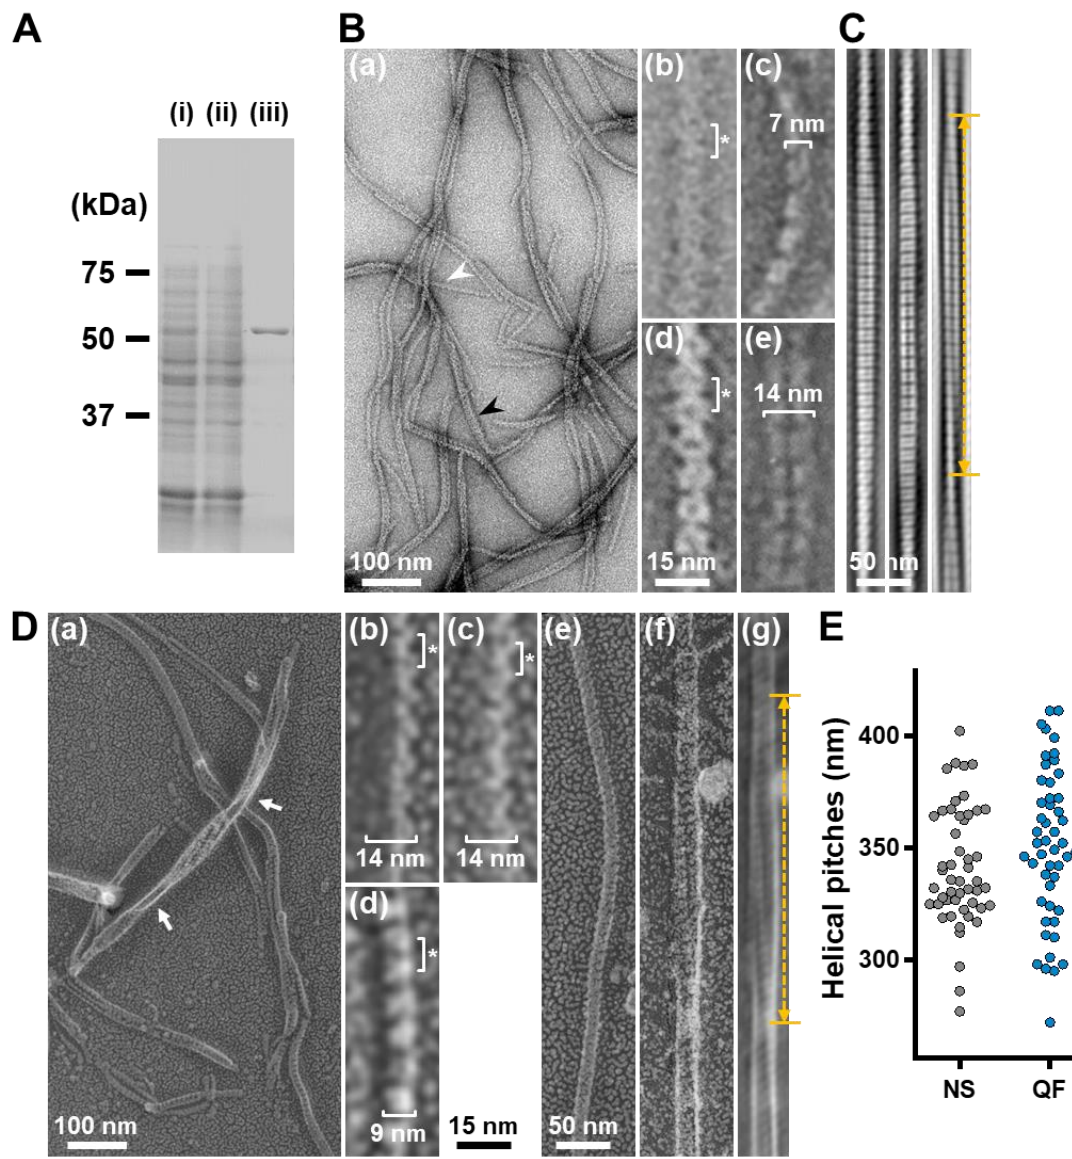 A
(i) (ii) (iii)
(kDa)
75
50
37
B
(a)
100 nm
(b)
*
(c)
7 nm
(d)
*
15 nm
(e)
14 nm
C
50 nm
D
(a)
100 nm
(b)
*
14 nm
(c)
*
14 nm
(d)
*
9 nm
15 nm
(e)
50 nm
(f)
(g)
E
Helical pitches (nm)
400
350
300
NS QF